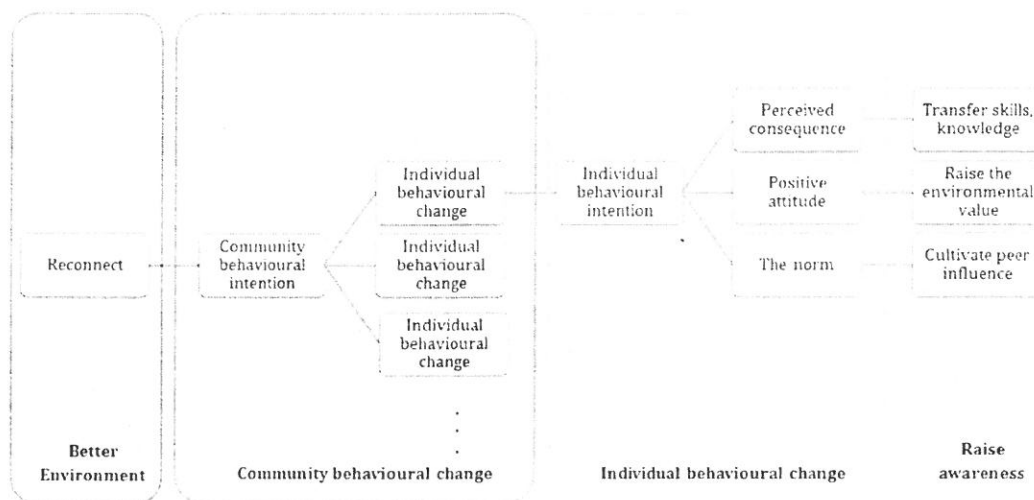 Reconnect
Community
behavioural
intention
Individual
behavioural
change
Individual
behavioural
change
Individual
behavioural
change
Individual
behavioural
intention
Perceived
consequence
Positive
attitude
The norm
Transfer skills,
knowledge
Raise the
environmental
value
Cultivate peer
influence
Better
Environment
Community behavioural change
Individual behavioural change
Raise
awareness